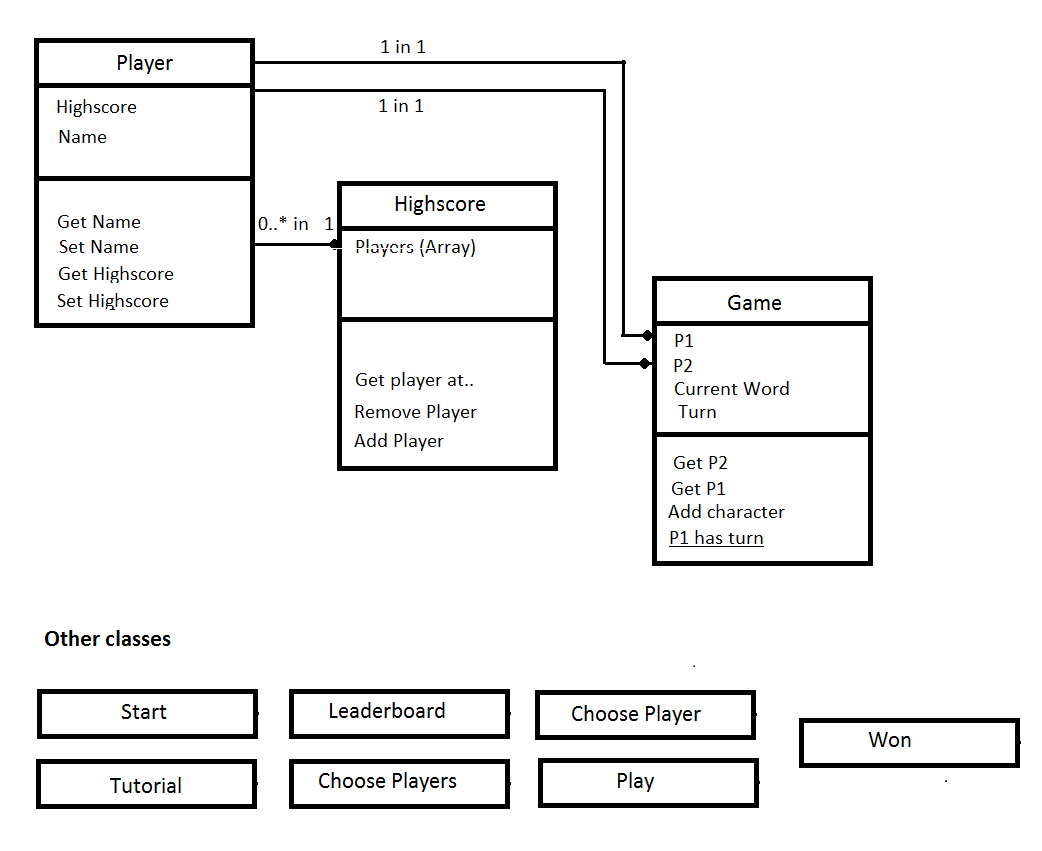 1 in 1
Player
1 in 1
Highscore
Name
Get Name
Set Name
Get Highscore
Set Highscore
0..* in 1
Highscore
Players (Array)
Get player at..
Remove Player
Add Player
Game
P1
P2
Current Word
Turn
Get P2
Get P1
Add character
P1 has turn
Other classes
Start
Leaderboard
Choose Player
Won
Tutorial
Choose Players
Play